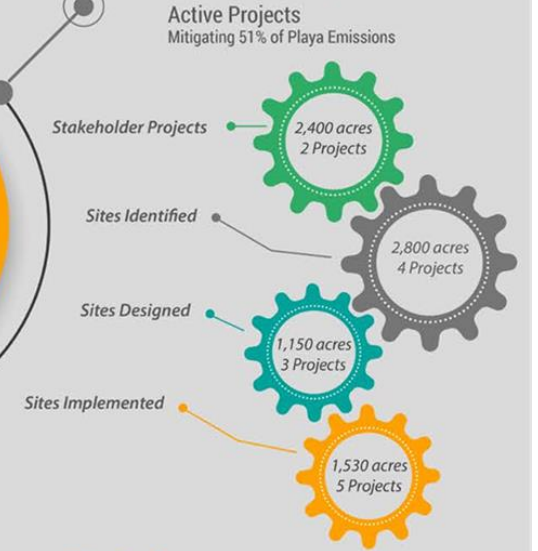 Active Projects
Mitigating 51% of Playa Emissions
Stakeholder Projects
2,400 acres
2 Projects
Sites Identified
2,800 acres
4 Projects
Sites Designed
1,150 acres
3 Projects
Sites Implemented
1,530 acres
5 Projects